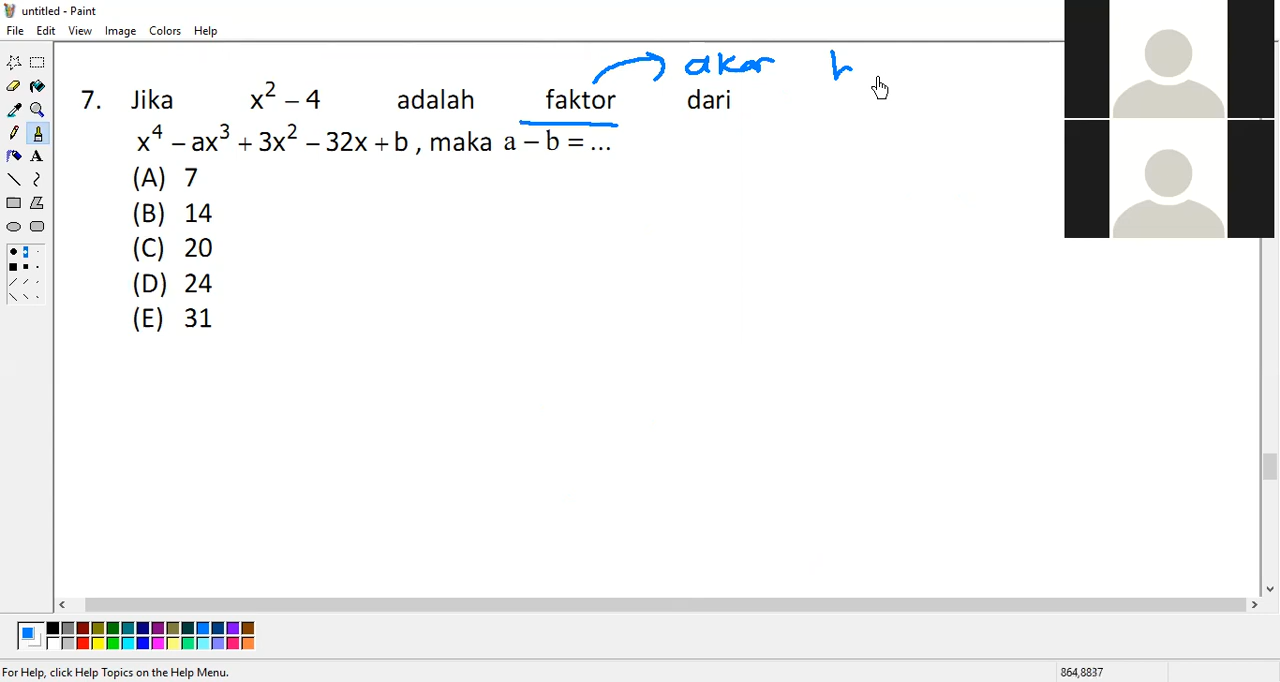 untitled - Paint
File Edit View Image Colors Help
akar h
7. Jika x² – 4 adalah faktor dari
x⁴ – ax³ + 3x² – 32x + b , maka a – b = ...
(A) 7
(B) 14
(C) 20
(D) 24
(E) 31
For Help, click Help Topics on the Help Menu.
864,8837